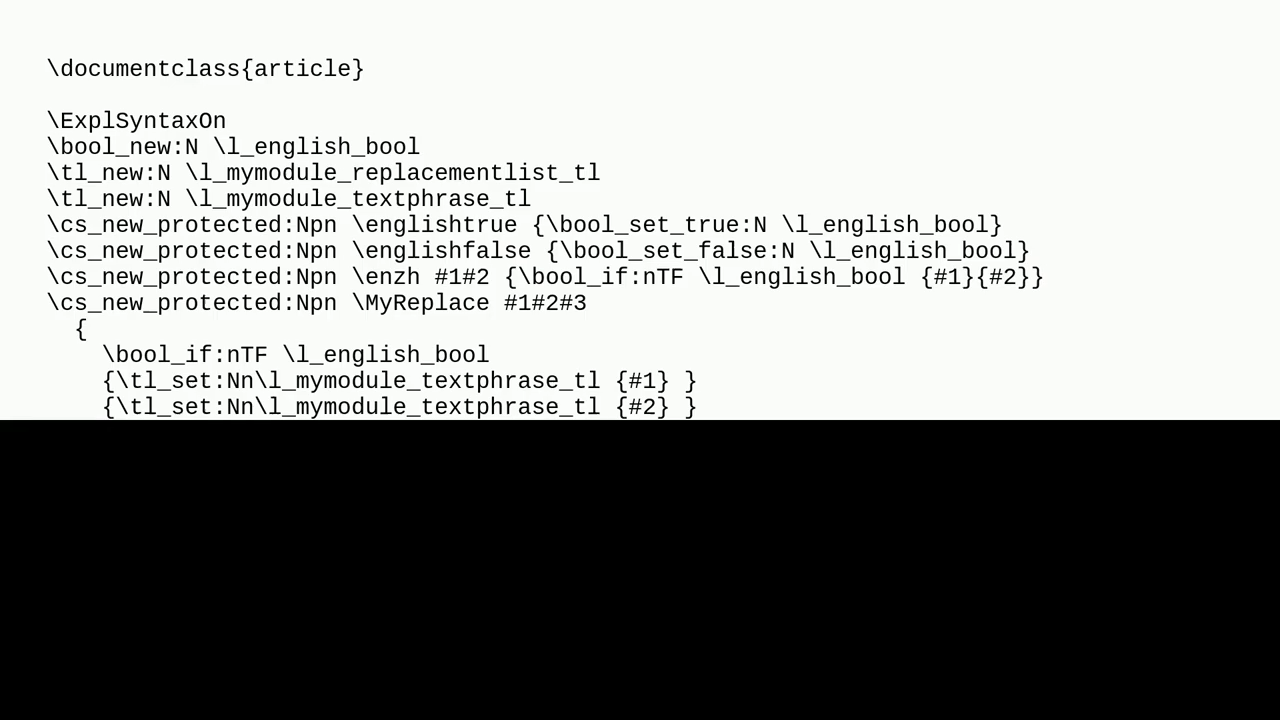 \documentclass{article}

\ExplSyntaxOn
\bool_new:N \l_english_bool
\tl_new:N \l_mymodule_replacementlist_tl
\tl_new:N \l_mymodule_textphrase_tl
\cs_new_protected:Npn \englishtrue {\bool_set_true:N \l_english_bool}
\cs_new_protected:Npn \englishfalse {\bool_set_false:N \l_english_bool}
\cs_new_protected:Npn \enzh #1#2 {\bool_if:nTF \l_english_bool {#1}{#2}}
\cs_new_protected:Npn \MyReplace #1#2#3
  {
    \bool_if:nTF \l_english_bool
    {\tl_set:Nn\l_mymodule_textphrase_tl {#1} }
    {\tl_set:Nn\l_mymodule_textphrase_tl {#2} }